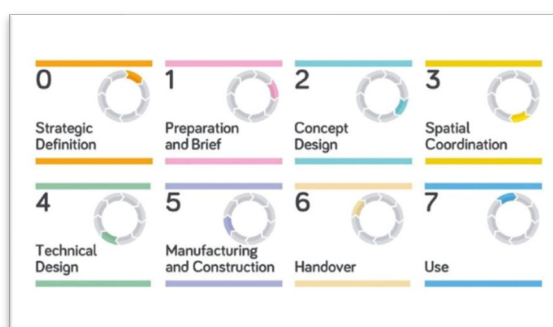 0
Strategic
Definition
1
Preparation
and Brief
2
Concept
Design
3
Spatial
Coordination
4
Technical
Design
5
Manufacturing
and Construction
6
Handover
7
Use